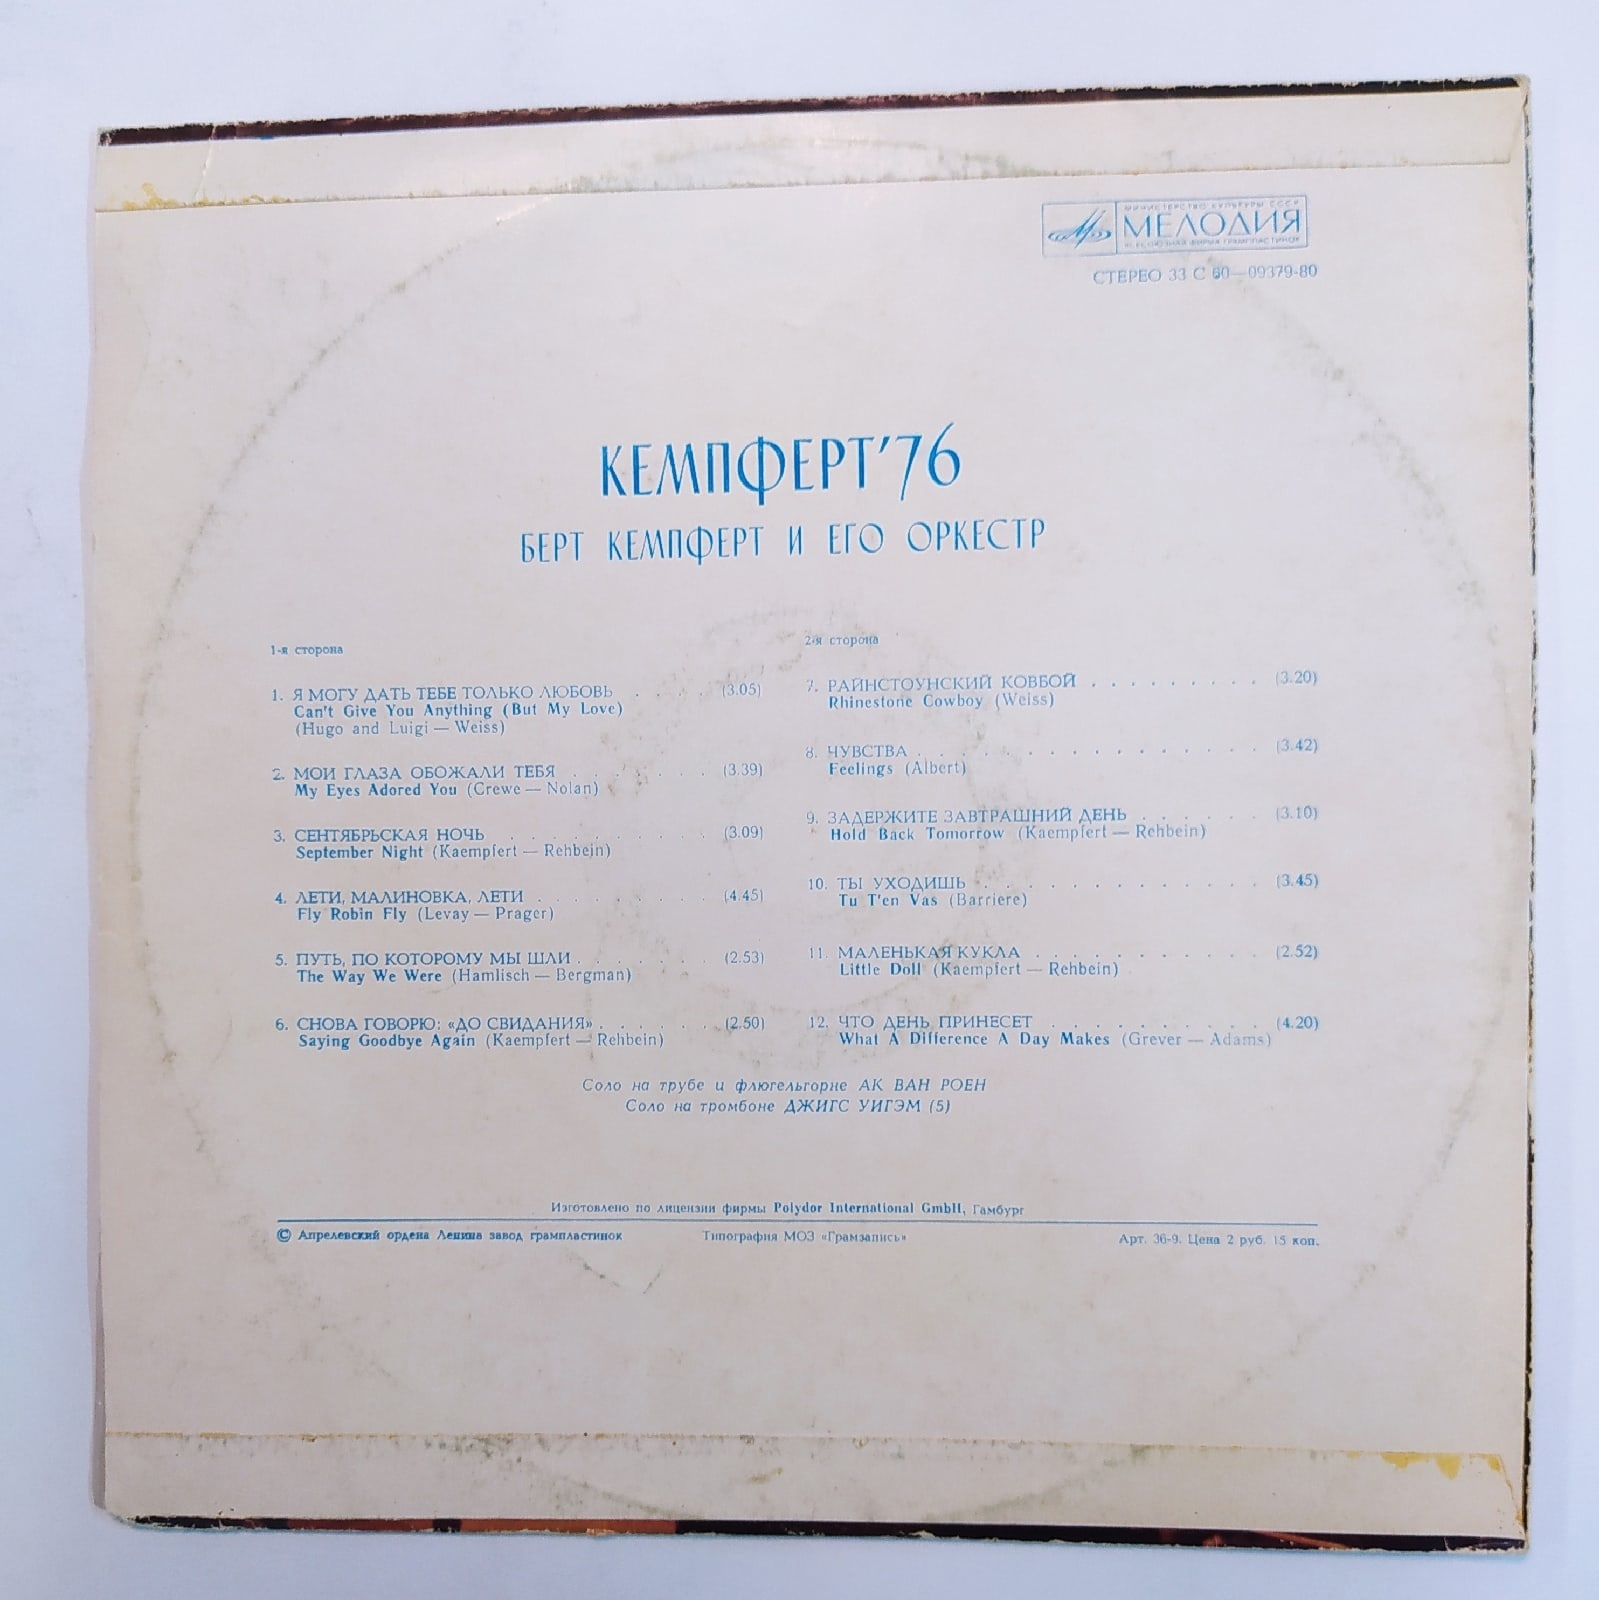 МИНИСТЕРСТВО КУЛЬТУРЫ СССР
МЕЛОДИЯ
ВСЕСОЮЗНАЯ ФИРМА ГРАМПЛАСТИНОК
СТЕРЕО 33 С 60—09379-80
КЕМПФЕРТ'76
БЕРТ КЕМПФЕРТ И ЕГО ОРКЕСТР
1-я сторона
1. Я МОГУ ДАТЬ ТЕБЕ ТОЛЬКО ЛЮБОВЬ . . . . (3.05)
Can't Give You Anything (But My Love)
(Hugo and Luigi — Weiss)
2. МОИ ГЛАЗА ОБОЖАЛИ ТЕБЯ . . . . . . . (3.39)
My Eyes Adored You (Crewe — Nolan)
3. СЕНТЯБРЬСКАЯ НОЧЬ . . . . . . . . . . (3.09)
September Night (Kaempfert — Rehbein)
4. ЛЕТИ, МАЛИНОВКА, ЛЕТИ . . . . . . . . . (4.45)
Fly Robin Fly (Levay — Prager)
5. ПУТЬ, ПО КОТОРОМУ МЫ ШЛИ . . . . . . . (2.53)
The Way We Were (Hamlisch — Bergman)
6. СНОВА ГОВОРЮ: «ДО СВИДАНИЯ» . . . . . . . (2.50)
Saying Goodbye Again (Kaempfert — Rehbein)
2-я сторона
7. РАЙНСТОУНСКИЙ КОВБОЙ . . . . . . . . . (3.20)
Rhinestone Cowboy (Weiss)
8. ЧУВСТВА . . . . . . . . . . . . . . . . . (3.42)
Feelings (Albert)
9. ЗАДЕРЖИТЕ ЗАВТРАШНИЙ ДЕНЬ . . . . . . (3.10)
Hold Back Tomorrow (Kaempfert — Rehbein)
10. ТЫ УХОДИШЬ . . . . . . . . . . . . . . (3.45)
Tu T'en Vas (Barriere)
11. МАЛЕНЬКАЯ КУКЛА . . . . . . . . . . . (2.52)
Little Doll (Kaempfert — Rehbein)
12. ЧТО ДЕНЬ ПРИНЕСЕТ . . . . . . . . . . . (4.20)
What A Difference A Day Makes (Grever — Adams)
Соло на трубе и флюгельгорне АК ВАН РОЕН
Соло на тромбоне ДЖИГС УИГЭМ (5)
Изготовлено по лицензии фирмы Polydor International GmbH, Гамбург
© Апрелевский ордена Ленина завод грампластинок Типография МОЗ «Грамзапись» Арт. 36-9. Цена 2 руб. 15 коп.